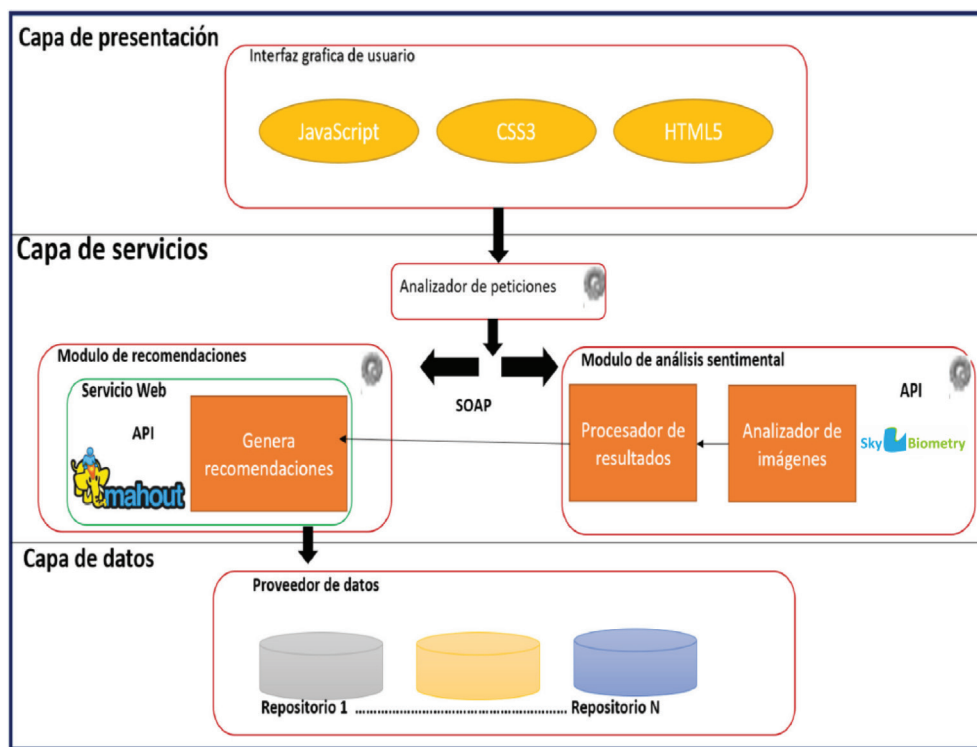 Capa de presentación
Interfaz grafica de usuario
JavaScript
CSS3
HTML5
Capa de servicios
Analizador de peticiones
Modulo de recomendaciones
Servicio Web
API
mahout
Genera
recomendaciones
SOAP
Modulo de análisis sentimental
Procesador de
resultados
Analizador de
imágenes
API
Sky Biometry
Capa de datos
Proveedor de datos
Repositorio 1 ........................................................ Repositorio N